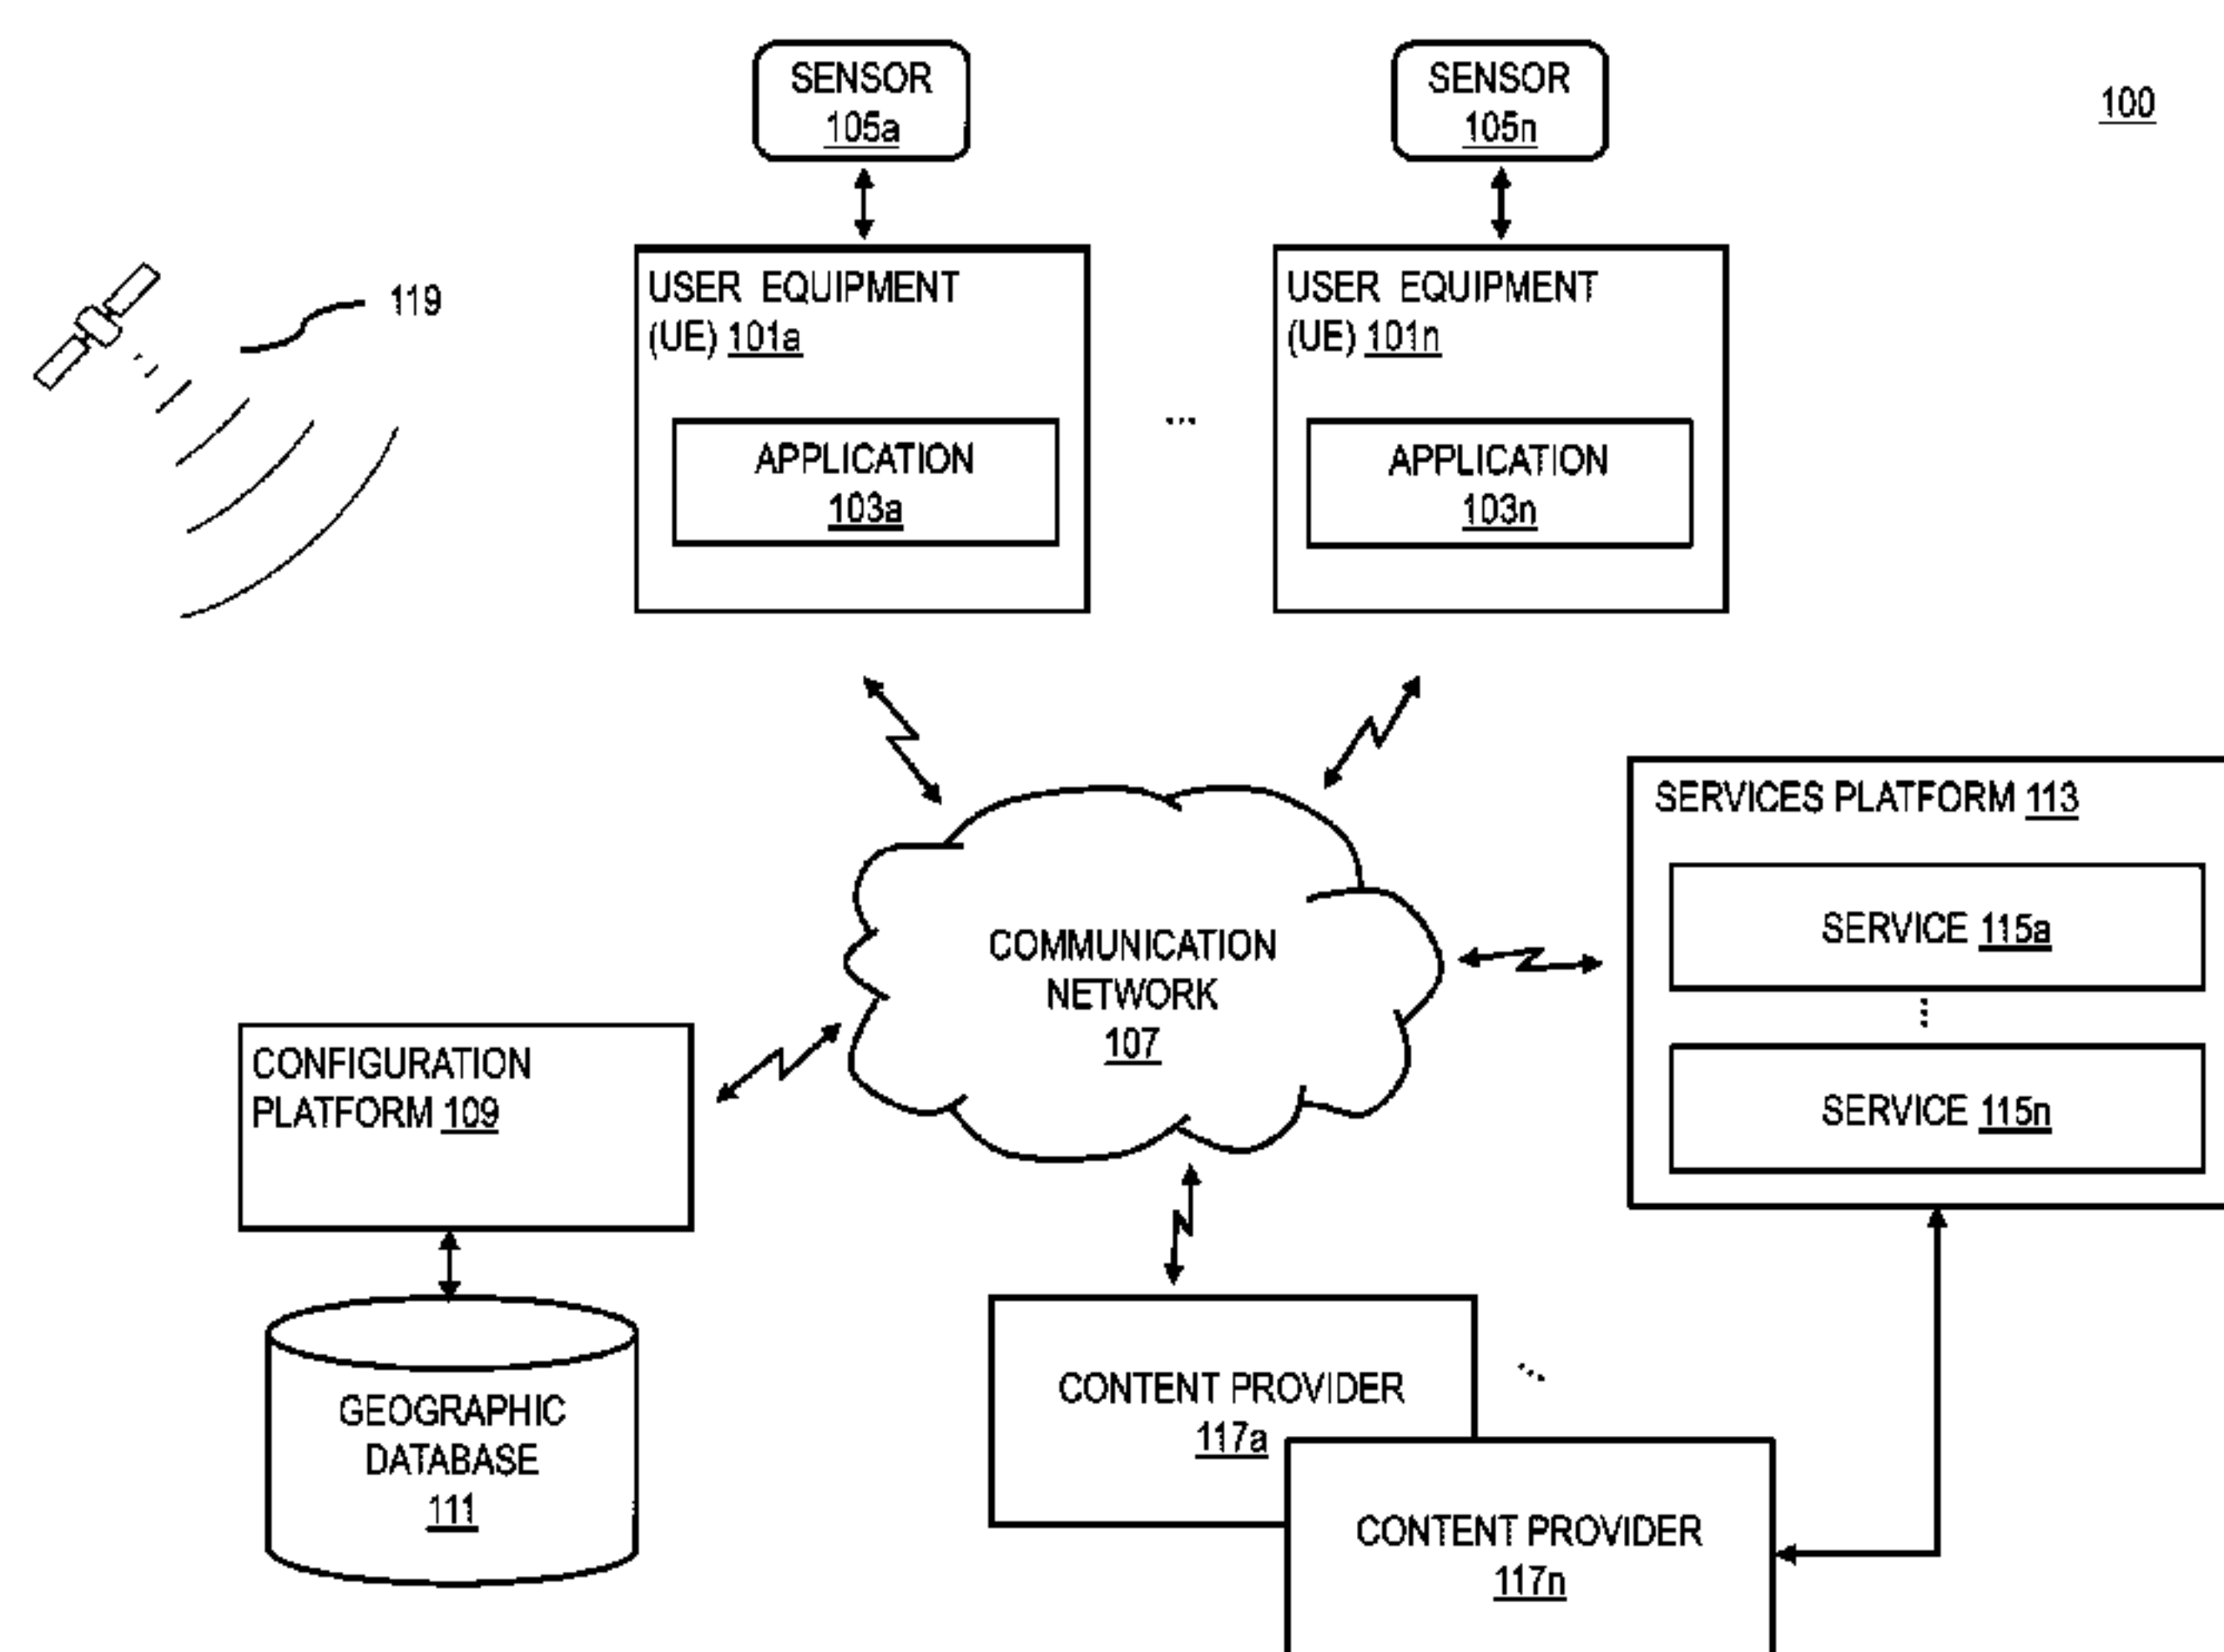 SENSOR
105a
SENSOR
105n
100
119
USER EQUIPMENT
(UE) 101a
APPLICATION
103a
...
USER EQUIPMENT
(UE) 101n
APPLICATION
103n
COMMUNICATION
NETWORK
107
SERVICES PLATFORM 113
SERVICE 115a
...
SERVICE 115n
CONFIGURATION
PLATFORM 109
GEOGRAPHIC
DATABASE
111
CONTENT PROVIDER
117a
...
CONTENT PROVIDER
117n